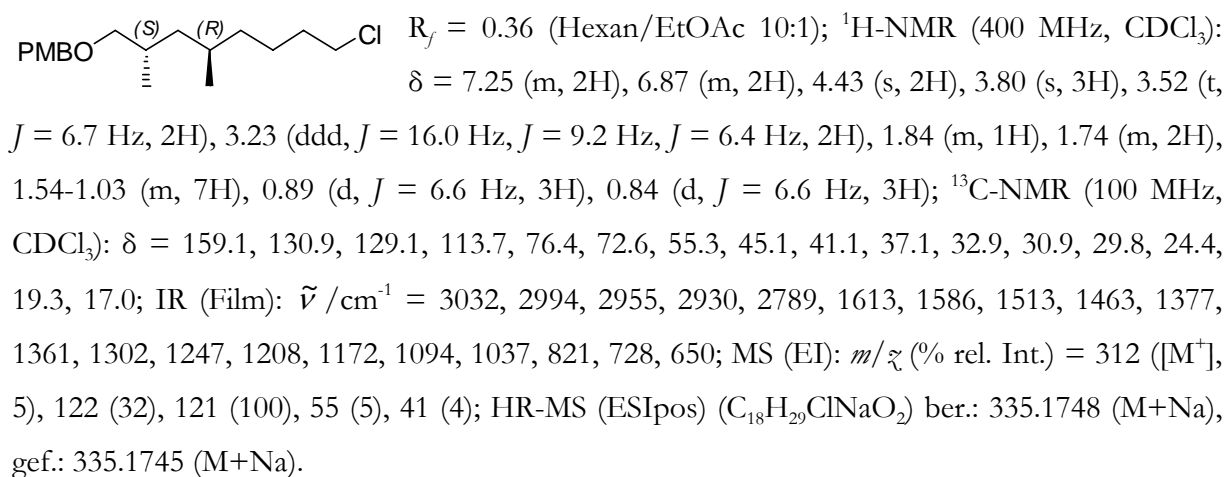 (S) (R) Cl PMBO
R_f = 0.36 (Hexan/EtOAc 10:1); ¹H-NMR (400 MHz, CDCl₃):
δ = 7.25 (m, 2H), 6.87 (m, 2H), 4.43 (s, 2H), 3.80 (s, 3H), 3.52 (t,
J = 6.7 Hz, 2H), 3.23 (ddd, J = 16.0 Hz, J = 9.2 Hz, J = 6.4 Hz, 2H), 1.84 (m, 1H), 1.74 (m, 2H),
1.54-1.03 (m, 7H), 0.89 (d, J = 6.6 Hz, 3H), 0.84 (d, J = 6.6 Hz, 3H); ¹³C-NMR (100 MHz,
CDCl₃): δ = 159.1, 130.9, 129.1, 113.7, 76.4, 72.6, 55.3, 45.1, 41.1, 37.1, 32.9, 30.9, 29.8, 24.4,
19.3, 17.0; IR (Film): ν̃ /cm⁻¹ = 3032, 2994, 2955, 2930, 2789, 1613, 1586, 1513, 1463, 1377,
1361, 1302, 1247, 1208, 1172, 1094, 1037, 821, 728, 650; MS (EI): m/z (% rel. Int.) = 312 ([M⁺],
5), 122 (32), 121 (100), 55 (5), 41 (4); HR-MS (ESIpos) (C₁₈H₂₉ClNaO₂) ber.: 335.1748 (M+Na),
gef.: 335.1745 (M+Na).